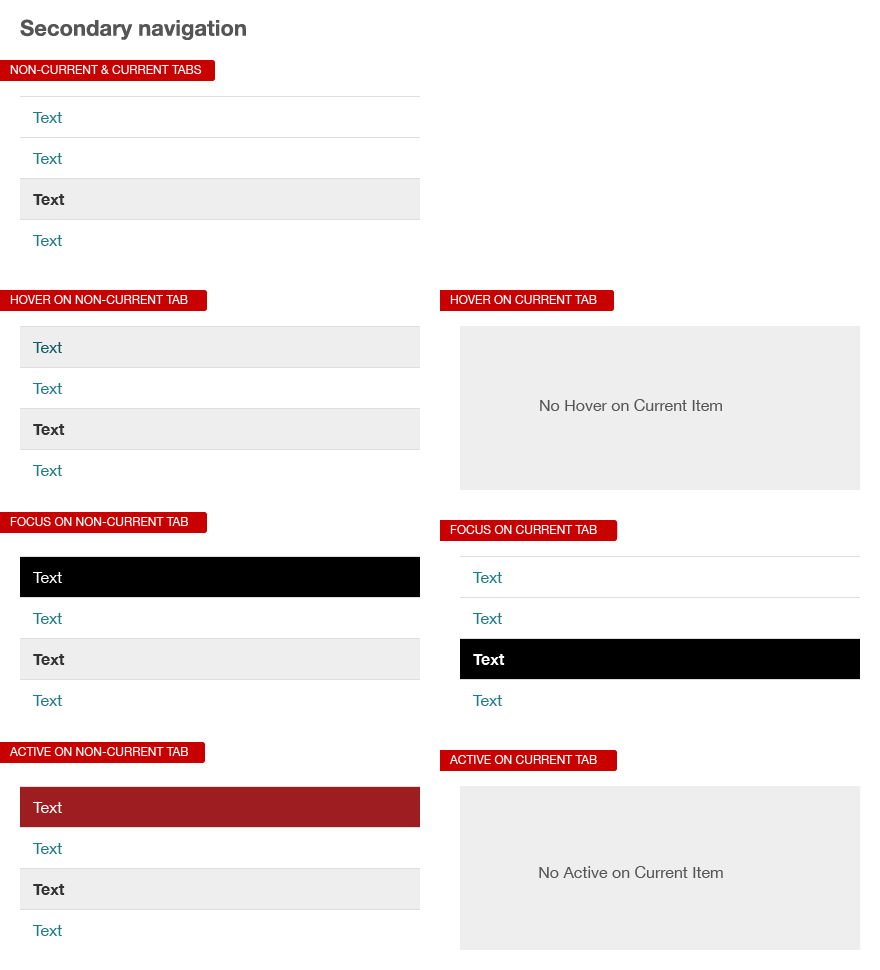 Secondary navigation
NON-CURRENT & CURRENT TABS
Text
Text
Text
Text
HOVER ON NON-CURRENT TAB
Text
Text
Text
Text
HOVER ON CURRENT TAB
No Hover on Current Item
FOCUS ON NON-CURRENT TAB
Text
Text
Text
Text
FOCUS ON CURRENT TAB
Text
Text
Text
Text
ACTIVE ON NON-CURRENT TAB
Text
Text
Text
Text
ACTIVE ON CURRENT TAB
No Active on Current Item